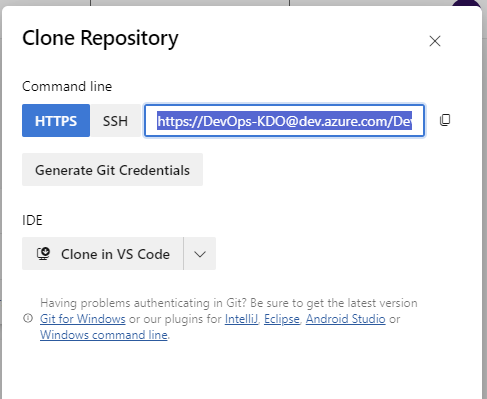 Clone Repository
Command line
HTTPS SSH https://DevOps-KDO@dev.azure.com/De
Generate Git Credentials
IDE
Clone in VS Code
Having problems authenticating in Git? Be sure to get the latest version
Git for Windows or our plugins for IntelliJ, Eclipse, Android Studio or
Windows command line.